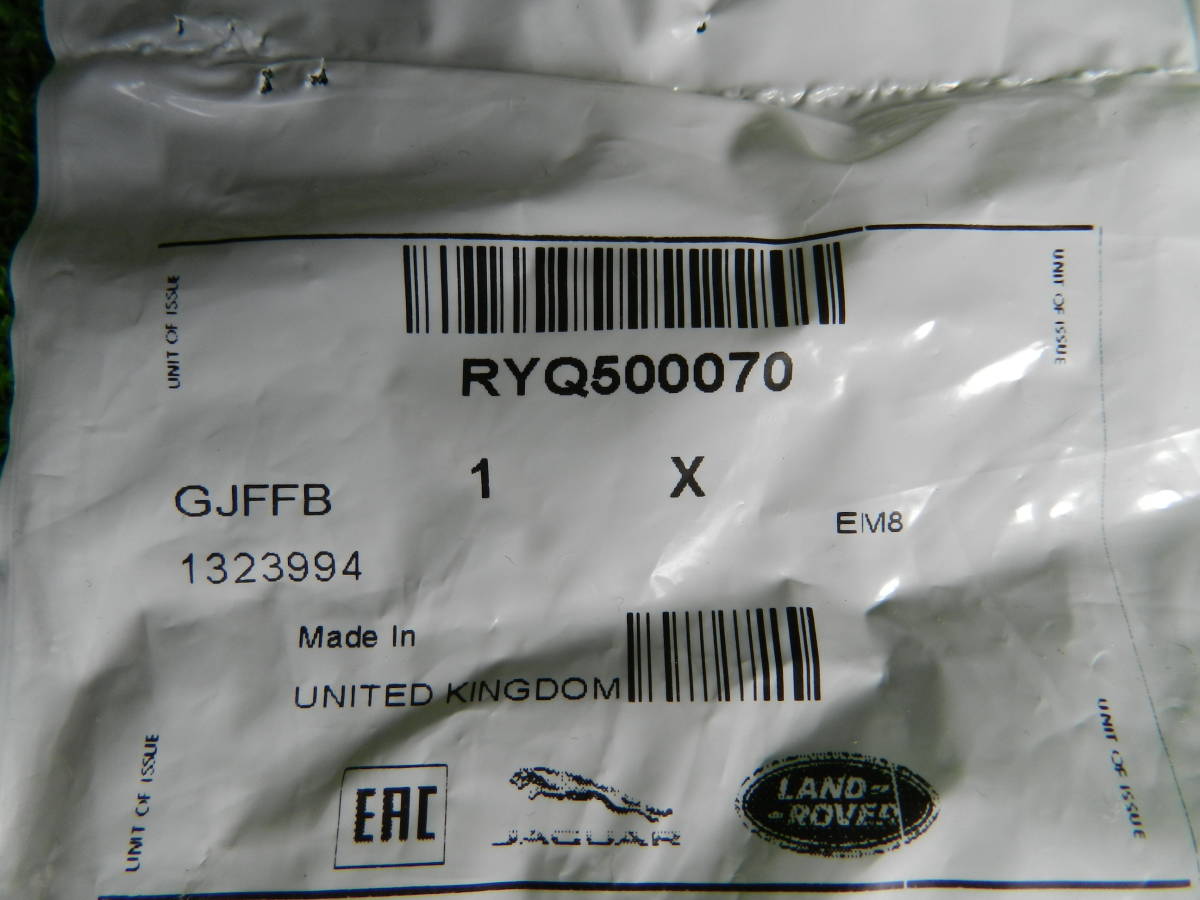 UNIT OF ISSUE
UNIT OF ISSUE
RYQ500070
1 X
GJFFB
EM8
1323994
Made In
UNITED KINGDOM
UNIT OF ISSUE
UNIT OF ISSUE
EAC
JAGUAR
LAND-
-ROVER